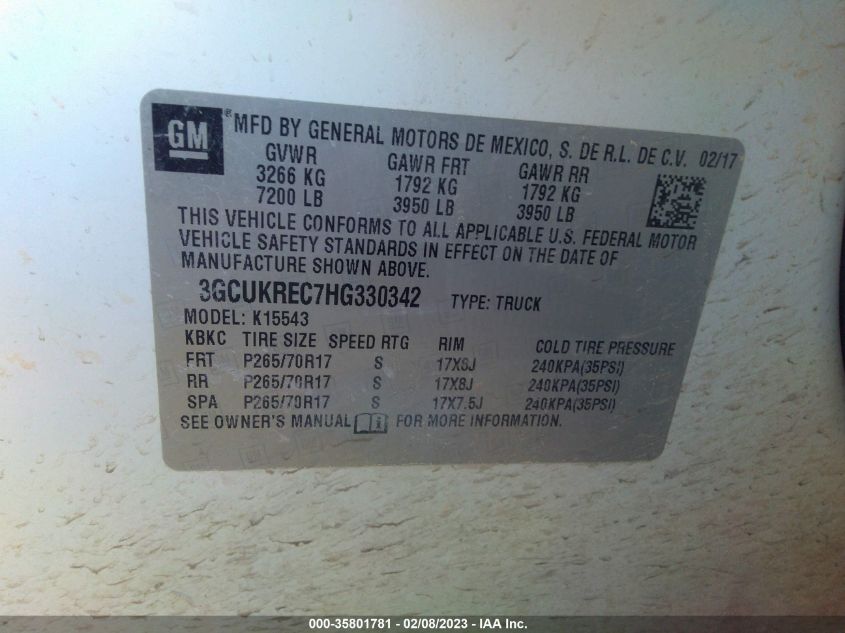 GM ® MFD BY GENERAL MOTORS DE MEXICO, S. DE R.L. DE C.V. 02/17
GVWR GAWR FRT GAWR RR
3266 KG 1792 KG 1792 KG
7200 LB 3950 LB 3950 LB
THIS VEHICLE CONFORMS TO ALL APPLICABLE U.S. FEDERAL MOTOR
VEHICLE SAFETY STANDARDS IN EFFECT ON THE DATE OF
MANUFACTURE SHOWN ABOVE.
3GCUKREC7HG330342 TYPE: TRUCK
MODEL: K15543
KBKC TIRE SIZE SPEED RTG RIM COLD TIRE PRESSURE
FRT P265/70R17 S 17X8J 240KPA(35PSI)
RR P265/70R17 S 17X8J 240KPA(35PSI)
SPA P265/70R17 S 17X7.5J 240KPA(35PSI)
SEE OWNER'S MANUAL FOR MORE INFORMATION.
000-35801781 - 02/08/2023 - IAA Inc.